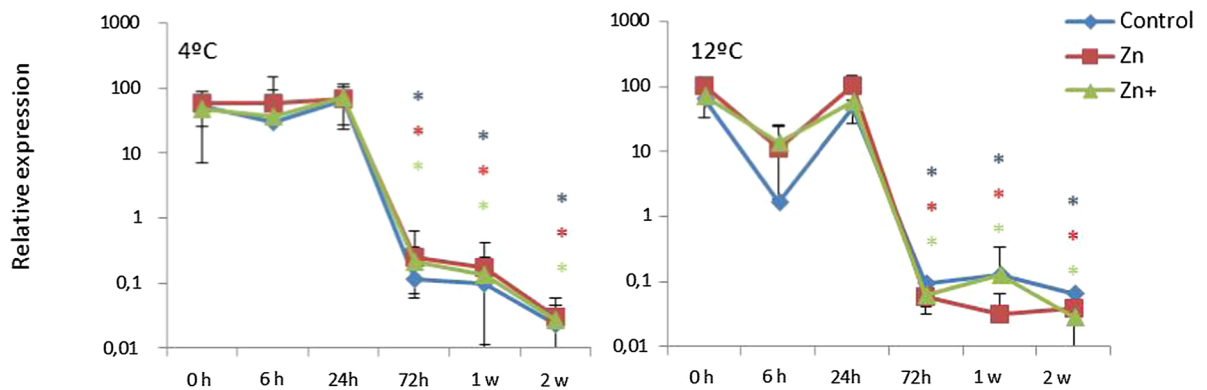 Relative expression
4ºC
1000
100
10
1
0,1
0,01
0 h
6 h
24h
72h
1 w
2 w
* * *
* * *
* * *
12ºC
1000
100
10
1
0,1
0,01
0 h
6 h
24h
72h
1 w
2 w
* * *
* * *
* * *
Control
Zn
Zn+